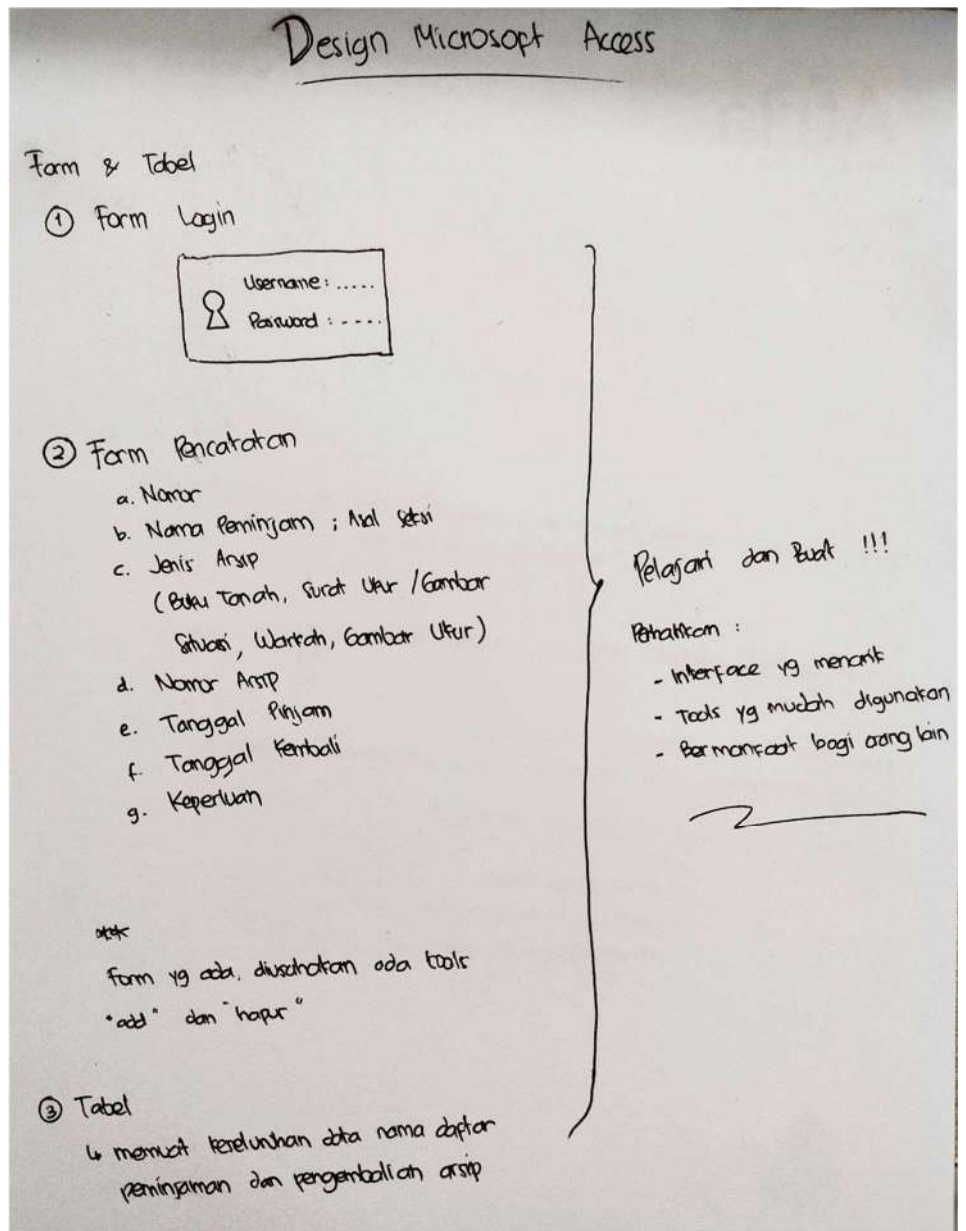 Design Microsopt Access
Form & Tabel
① Form Login
Username : .....
Password : ....
② Form Pencatatan
a. Nomor
b. Nama Peminjam ; Asal Seksi
c. Jenis Arsip
(Buku Tanah, Surat Ukur / Gambar
Situasi, Warkah, Gambar Ukur)
d. Nomor Arsip
e. Tanggal Pinjam
f. Tanggal Kembali
g. Keperluan
form yg ada, diusahakan ada tools
"add" dan "hapus"
③ Tabel
↳ memuat keseluruhan data nama daftar
peminjaman dan pengembalian arsip
Pelajari dan Buat !!!
Perhatikan :
- Interface yg menarik
- Tools yg mudah digunakan
- Bermanfaat bagi orang lain